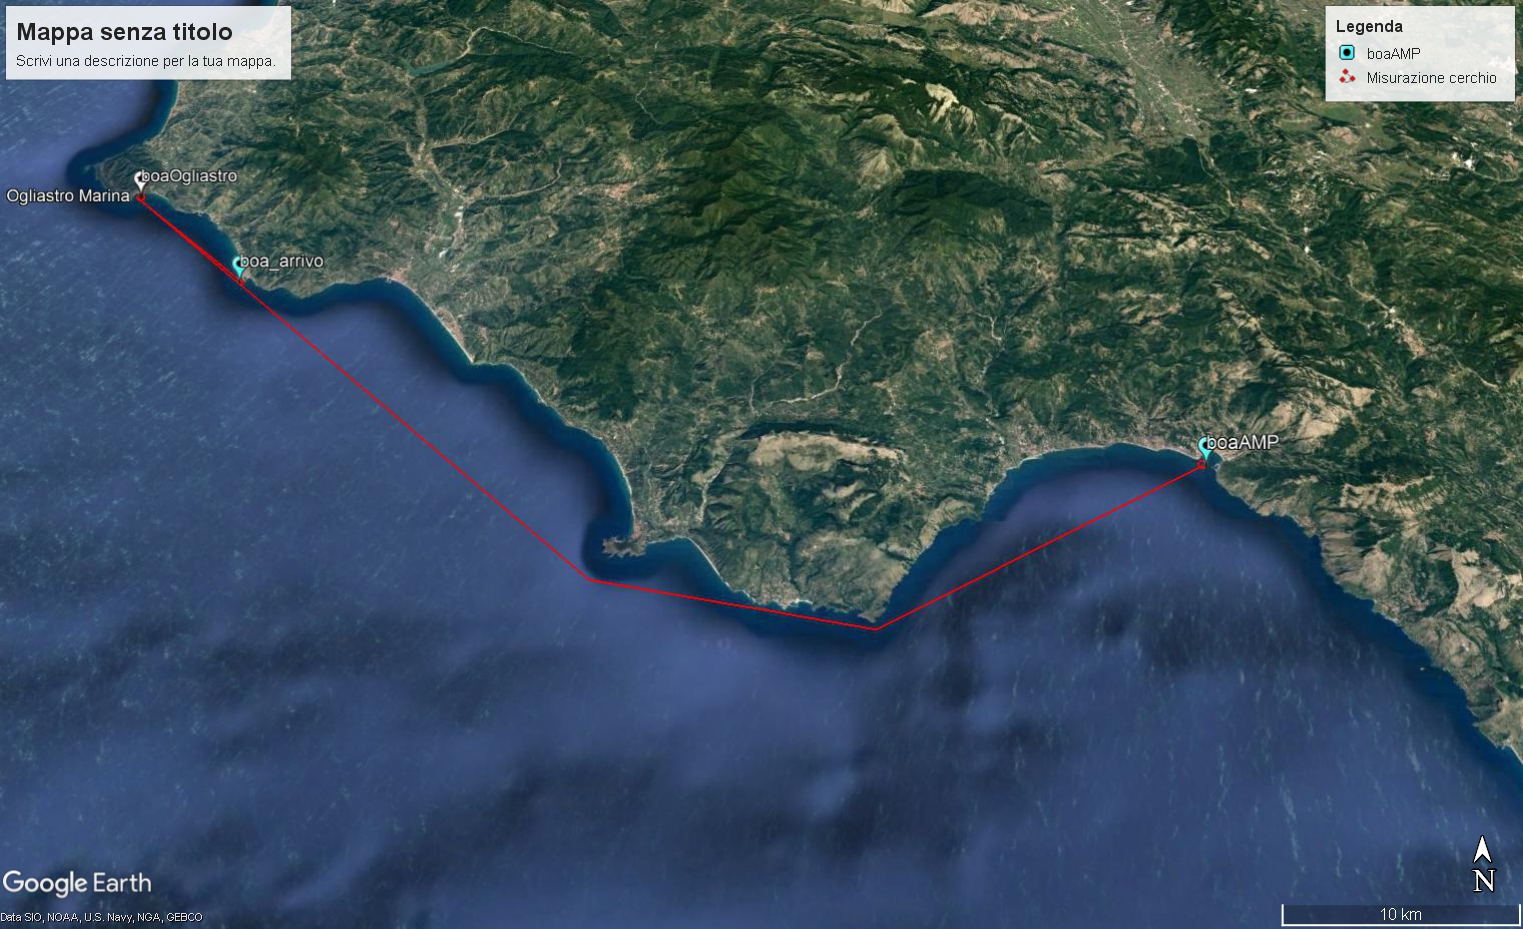 Mappa senza titolo
Scrivi una descrizione per la tua mappa.
Legenda
boaAMP
Misurazione cerchio
boaOgliastro
Ogliastro Marina
boa_arrivo
boaAMP
N
Google Earth
Data SIO, NOAA, U.S. Navy, NGA, GEBCO
10 km